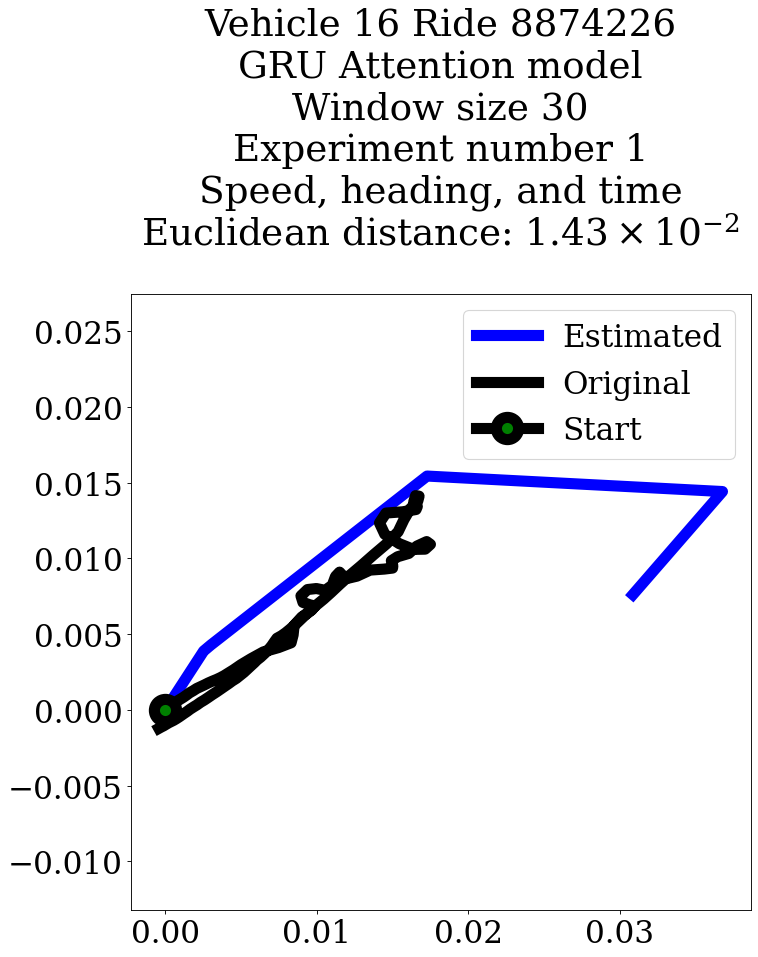 Vehicle 16 Ride 8874226
GRU Attention model
Window size 30
Experiment number 1
Speed, heading, and time
Euclidean distance: 1.43 × 10⁻²
Estimated
Original
Start
0.025
0.020
0.015
0.010
0.005
0.000
−0.005
−0.010
0.00 0.01 0.02 0.03